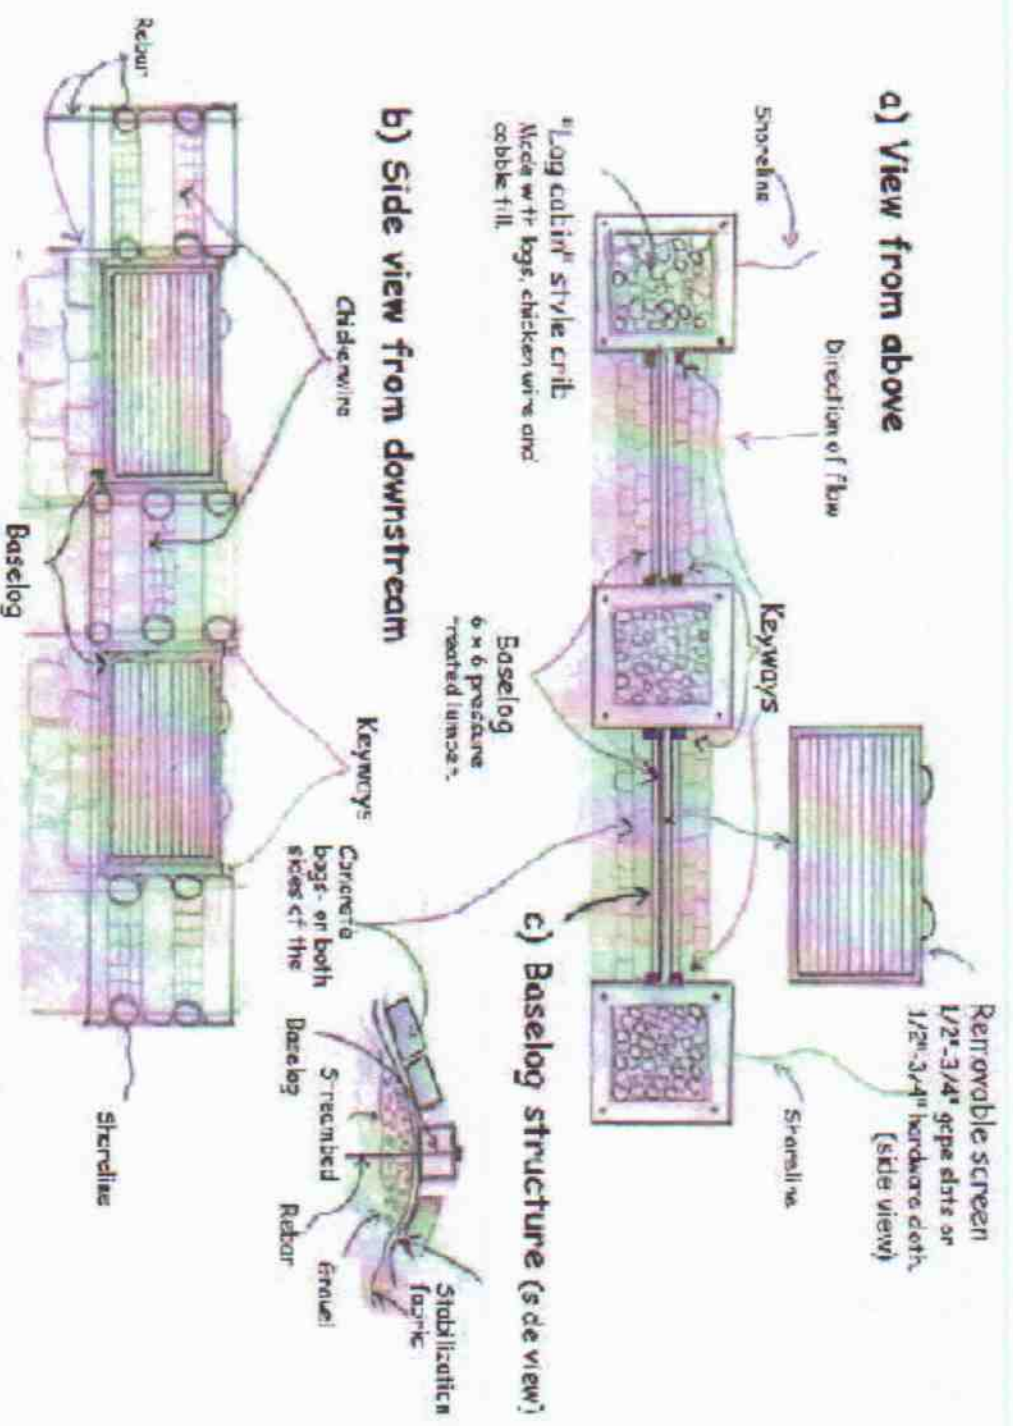 a) View from above
Shoreline
Direction of flow
Removable screen
1/2"-3/4" gape slats or
1/2"-3/4" hardware cloth
(side view)
Keyways
Shoreline
"Log cabin" style crib
Made with logs, chicken wire and
cobble fill.
Baselog
6 x 6 pressure
treated lumber.
c) Baselog structure (side view)
Concrete
bags - on both
sides of the
Baselog
Streambed
Rebar
Gravel
Stabilization
fabric
b) Side view from downstream
Rebar
Chickenwire
Keyways
Baselog
Shoreline